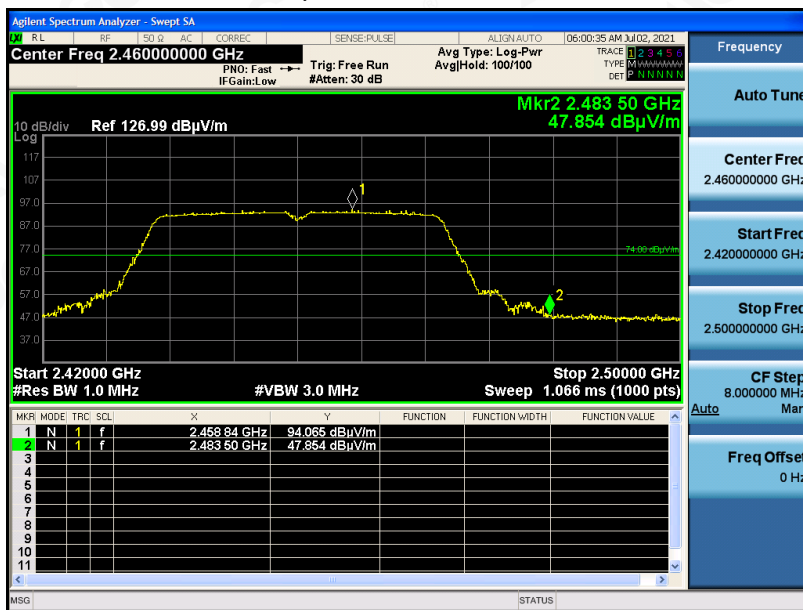 Agilent Spectrum Analyzer - Swept SA
LXI RL RF 50 Ω AC CORREC SENSE:PULSE ALIGN AUTO 06:00:35 AM Jul 02, 2021
Center Freq 2.460000000 GHz
PNO: Fast
IFGain:Low
Trig: Free Run
#Atten: 30 dB
Avg Type: Log-Pwr
Avg|Hold: 100/100
TRACE 1 2 3 4 5 6
TYPE M WWWWW
DET P N N N N N
Mkr2 2.483 50 GHz
47.854 dBµV/m
10 dB/div Ref 126.99 dBµV/m
Log
117
107
97.0
87.0
77.0
67.0
57.0
47.0
37.0
1
74.00 dBµV/m
2
Start 2.42000 GHz Stop 2.50000 GHz
#Res BW 1.0 MHz #VBW 3.0 MHz Sweep 1.066 ms (1000 pts)
MKR MODE TRC SCL X Y FUNCTION FUNCTION WIDTH FUNCTION VALUE
1 N 1 f 2.458 84 GHz 94.065 dBµV/m
2 N 1 f 2.483 50 GHz 47.854 dBµV/m
3
4
5
6
7
8
9
10
11
MSG STATUS
Frequency
Auto Tune
Center Freq
2.460000000 GHz
Start Freq
2.420000000 GHz
Stop Freq
2.500000000 GHz
CF Step
8.000000 MHz
Auto Man
Freq Offset
0 Hz